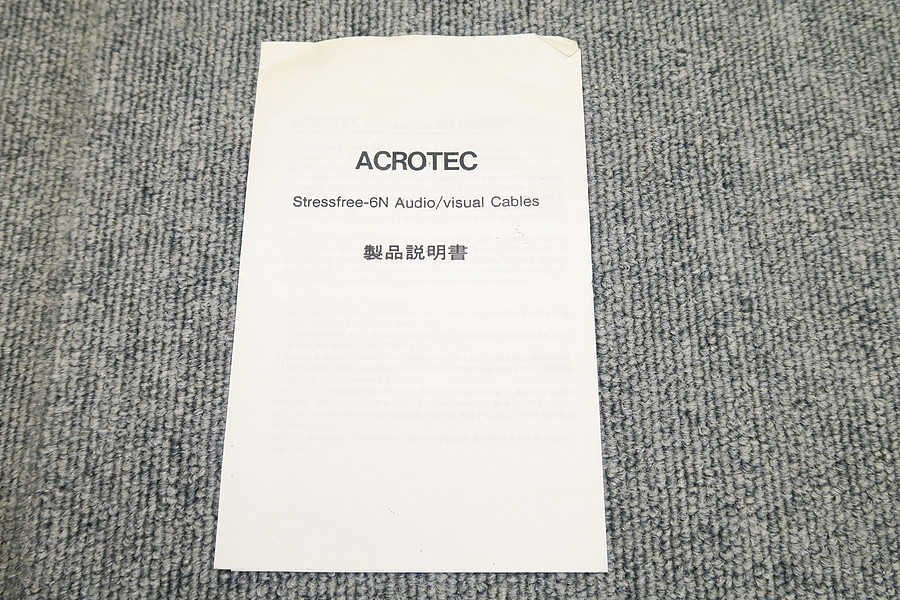 ACROTEC
Stressfree-6N Audio/visual Cables
製品説明書